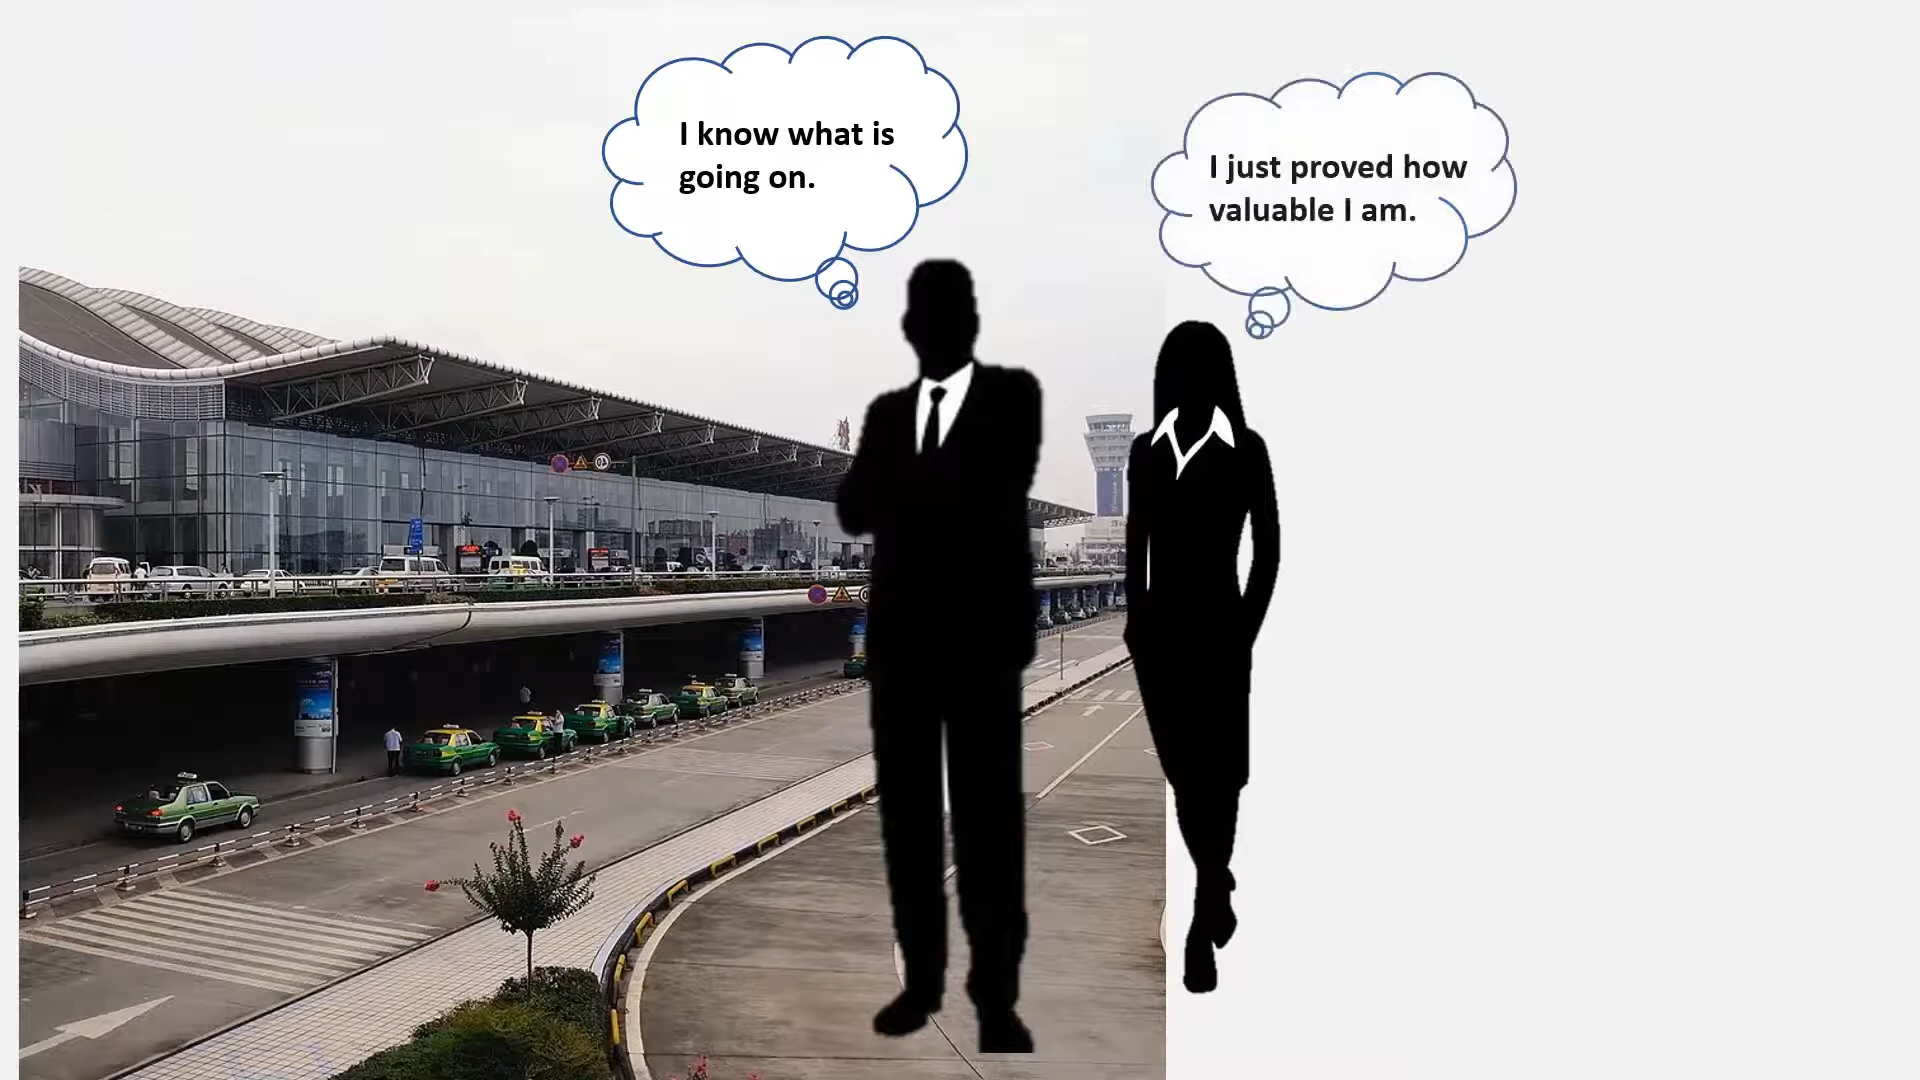 I know what is
going on.
I just proved how
valuable I am.